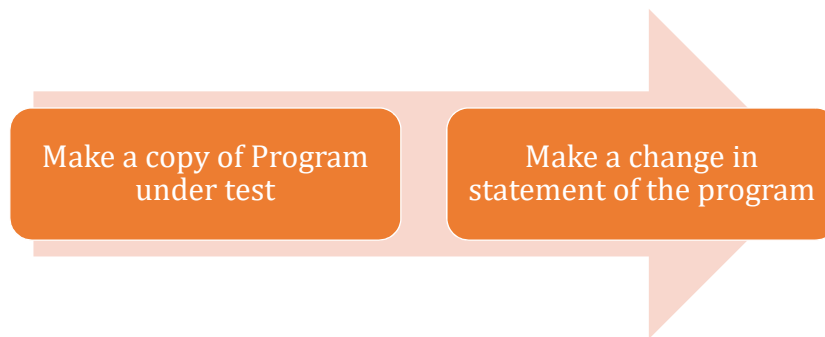 Make a copy of Program
under test
Make a change in
statement of the program